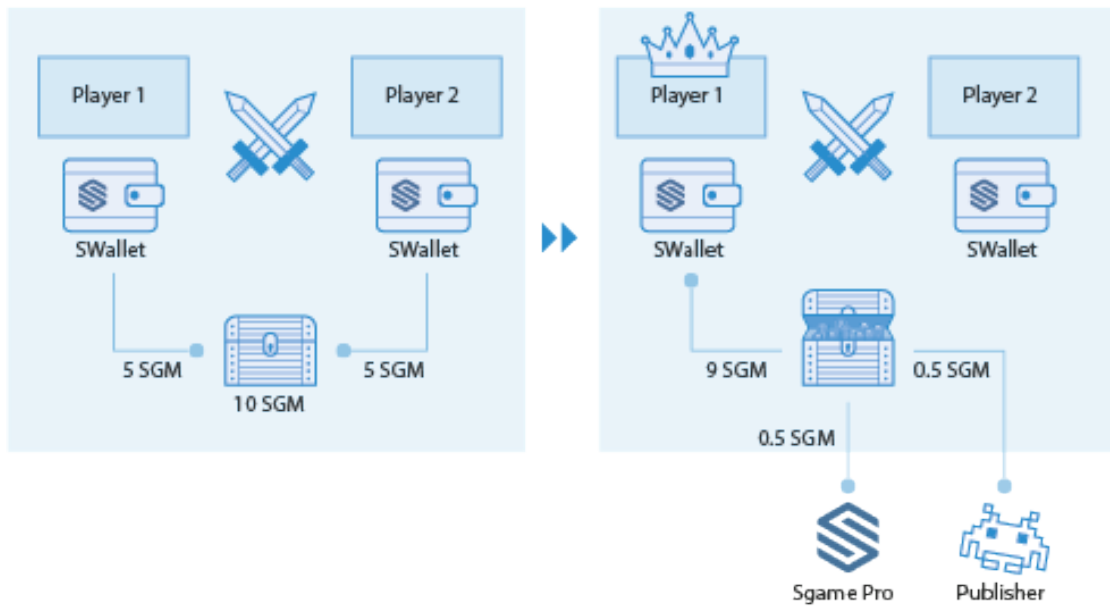 Player 1
Player 2
SWallet
SWallet
5 SGM
5 SGM
10 SGM
Player 1
Player 2
SWallet
SWallet
9 SGM
0.5 SGM
0.5 SGM
Sgame Pro
Publisher